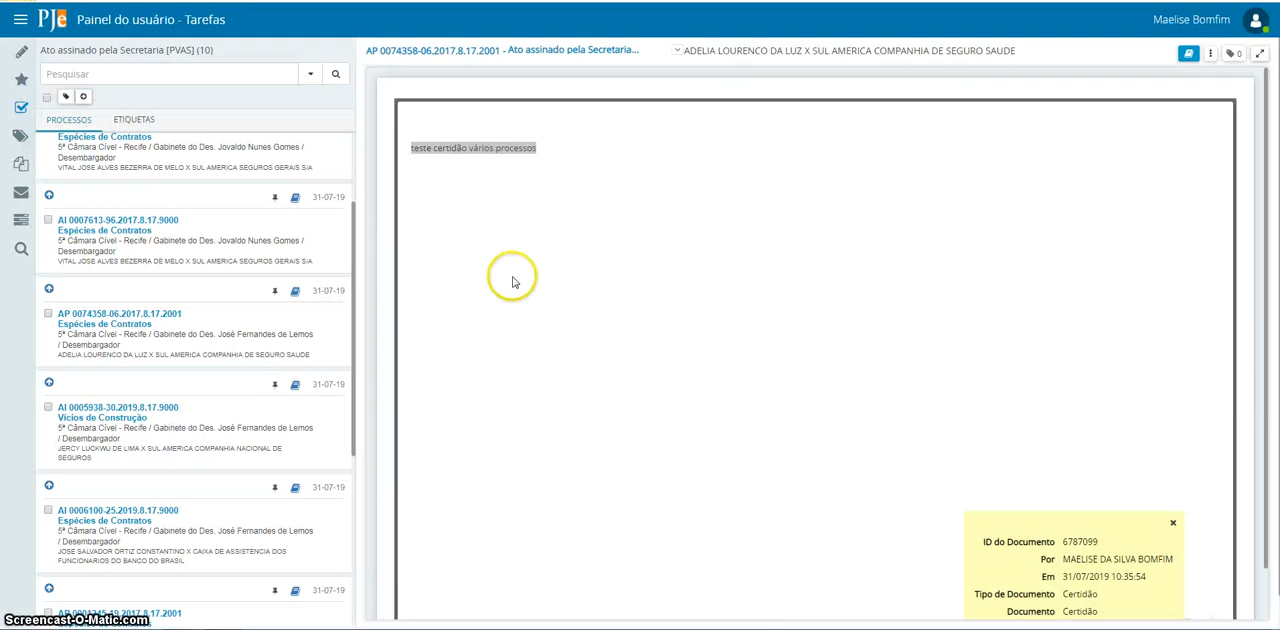 PJe Painel do usuário - Tarefas
Maelise Bomfim
Ato assinado pela Secretaria [PVAS] (10)
Pesquisar
PROCESSOS ETIQUETAS
Espécies de Contratos
5ª Câmara Cível - Recife / Gabinete do Des. Jovaldo Nunes Gomes /
Desembargador
VITAL JOSE ALVES BEZERRA DE MELO X SUL AMERICA SEGUROS GERAIS S/A
31-07-19
AI 0007613-96.2017.8.17.9000
Espécies de Contratos
5ª Câmara Cível - Recife / Gabinete do Des. Jovaldo Nunes Gomes /
Desembargador
VITAL JOSE ALVES BEZERRA DE MELO X SUL AMERICA SEGUROS GERAIS S/A
31-07-19
AP 0074358-06.2017.8.17.2001
Espécies de Contratos
5ª Câmara Cível - Recife / Gabinete do Des. José Fernandes de Lemos
/ Desembargador
ADELIA LOURENCO DA LUZ X SUL AMERICA COMPANHIA DE SEGURO SAUDE
31-07-19
AI 0005938-30.2019.8.17.9000
Vícios de Construção
5ª Câmara Cível - Recife / Gabinete do Des. José Fernandes de Lemos
/ Desembargador
JERCY LUCKWU DE LIMA X SUL AMERICA COMPANHIA NACIONAL DE
SEGUROS
31-07-19
AI 0006100-25.2019.8.17.9000
Espécies de Contratos
5ª Câmara Cível - Recife / Gabinete do Des. José Fernandes de Lemos
/ Desembargador
JOSE SALVADOR ORTIZ CONSTANTINO X CAIXA DE ASSISTENCIA DOS
FUNCIONARIOS DO BANCO DO BRASIL
31-07-19
AP 0001245-19.2017.8.17.2001
Screencast-O-Matic.com
AP 0074358-06.2017.8.17.2001 - Ato assinado pela Secretaria... ADELIA LOURENCO DA LUZ X SUL AMERICA COMPANHIA DE SEGURO SAUDE
0
teste certidão vários processos
ID do Documento 6787099
Por MAELISE DA SILVA BOMFIM
Em 31/07/2019 10:35:54
Tipo de Documento Certidão
Documento Certidão